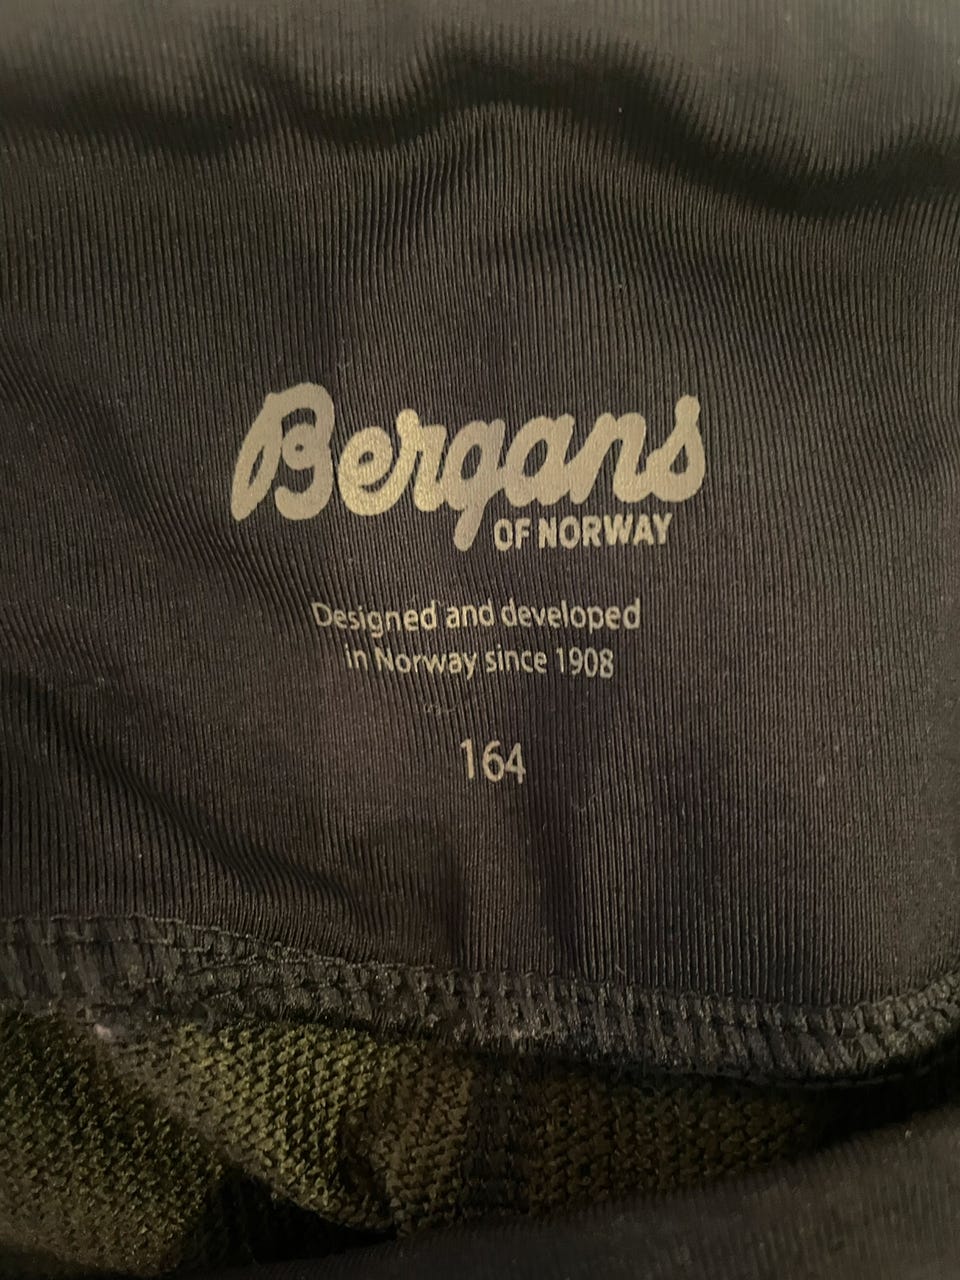 Bergans
OF NORWAY
Designed and developed
in Norway since 1908
164